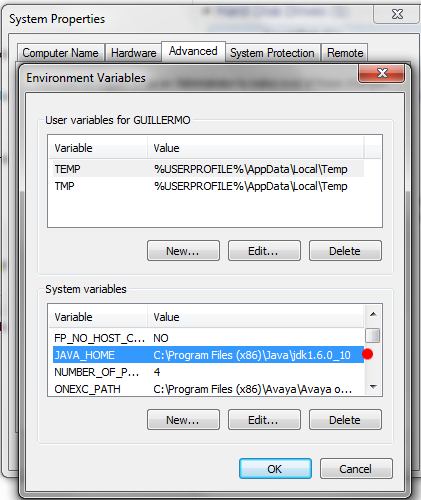 System Properties
Computer Name Hardware Advanced System Protection Remote
Environment Variables
User variables for GUILLERMO
Variable Value
TEMP %USERPROFILE%\AppData\Local\Temp
TMP %USERPROFILE%\AppData\Local\Temp
New... Edit... Delete
System variables
Variable Value
FP_NO_HOST_C... NO
JAVA_HOME C:\Program Files (x86)\Java\jdk1.6.0_10
NUMBER_OF_P... 4
ONEXC_PATH C:\Program Files (x86)\Avaya\Avaya o...
New... Edit... Delete
OK Cancel